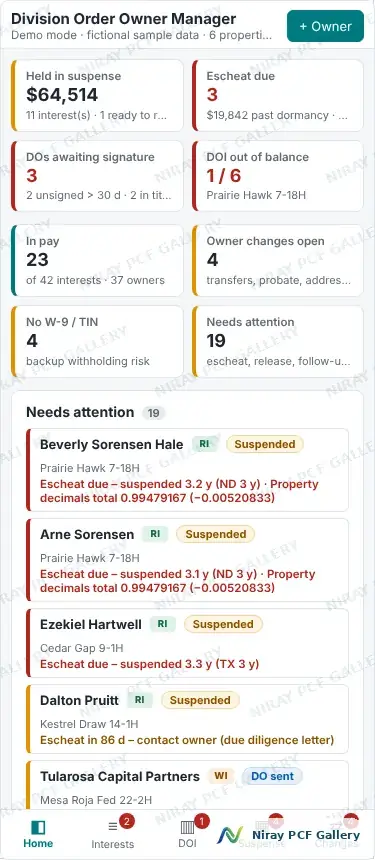 Division Order Owner Manager
Demo mode · fictional sample data · 6 properti...
+ Owner
Held in suspense
$64,514
11 interest(s) · 1 ready to r...
Escheat due
3
$19,842 past dormancy · ...
DOs awaiting signature
3
2 unsigned > 30 d · 2 in tit...
DOI out of balance
1 / 6
Prairie Hawk 7-18H
In pay
23
of 42 interests · 37 owners
Owner changes open
4
transfers, probate, addres...
No W-9 / TIN
4
backup withholding risk
Needs attention
19
escheat, release, follow-u...
Needs attention 19
Beverly Sorensen Hale RI Suspended
Prairie Hawk 7-18H
Escheat due – suspended 3.2 y (ND 3 y) · Property
decimals total 0.99479167 (−0.00520833)
Arne Sorensen RI Suspended
Prairie Hawk 7-18H
Escheat due – suspended 3.1 y (ND 3 y) · Property
decimals total 0.99479167 (−0.00520833)
Ezekiel Hartwell RI Suspended
Cedar Gap 9-1H
Escheat due – suspended 3.3 y (TX 3 y)
Dalton Pruitt RI Suspended
Kestrel Draw 14-1H
Escheat in 86 d – contact owner (due diligence letter)
Tularosa Capital Partners WI DO sent
Mesa Roja Fed 22-2H
Home
2
Interests
1
DOI
Suspense
Changes
Niray PCF Gallery
NIRAY PCF GALLERY